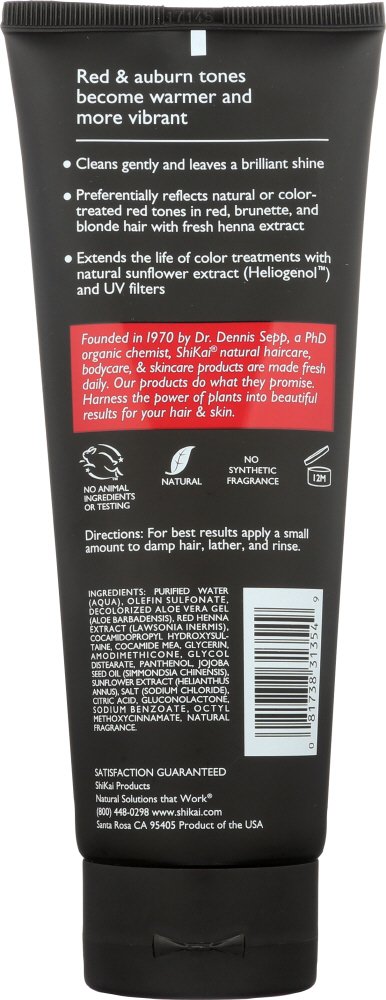 Red & auburn tones
become warmer and
more vibrant
• Cleans gently and leaves a brilliant shine
• Preferentially reflects natural or color-
treated red tones in red, brunette, and
blonde hair with fresh henna extract
• Extends the life of color treatments with
natural sunflower extract (Heliogenol™)
and UV filters
Founded in 1970 by Dr. Dennis Sepp, a PhD
organic chemist, ShiKai® natural haircare,
bodycare, & skincare products are made fresh
daily. Our products do what they promise.
Harness the power of plants into beautiful
results for your hair & skin.
NO ANIMAL
INGREDIENTS
OR TESTING
NATURAL
NO
SYNTHETIC
FRAGRANCE
12M
Directions: For best results apply a small
amount to damp hair, lather, and rinse.
INGREDIENTS: PURIFIED WATER
(AQUA), OLEFIN SULFONATE,
DECOLORIZED ALOE VERA GEL
(ALOE BARBADENSIS), RED HENNA
EXTRACT (LAWSONIA INERMIS),
COCAMIDOPROPYL HYDROXYSUL-
TAINE, COCAMIDE MEA, GLYCERIN,
AMODIMETHICONE, GLYCOL
DISTEARATE, PANTHENOL, JOJOBA
SEED OIL (SIMMONDSIA CHINENSIS),
SUNFLOWER EXTRACT (HELIANTHUS
ANNUS), SALT (SODIUM CHLORIDE),
CITRIC ACID, GLUCONOLACTONE,
SODIUM BENZOATE, OCTYL
METHOXYCINNAMATE, NATURAL
FRAGRANCE.
0 81738 31354 9
SATISFACTION GUARANTEED
ShiKai Products
Natural Solutions that Work®
(800) 448-0298 www.shikai.com
Santa Rosa CA 95405 Product of the USA